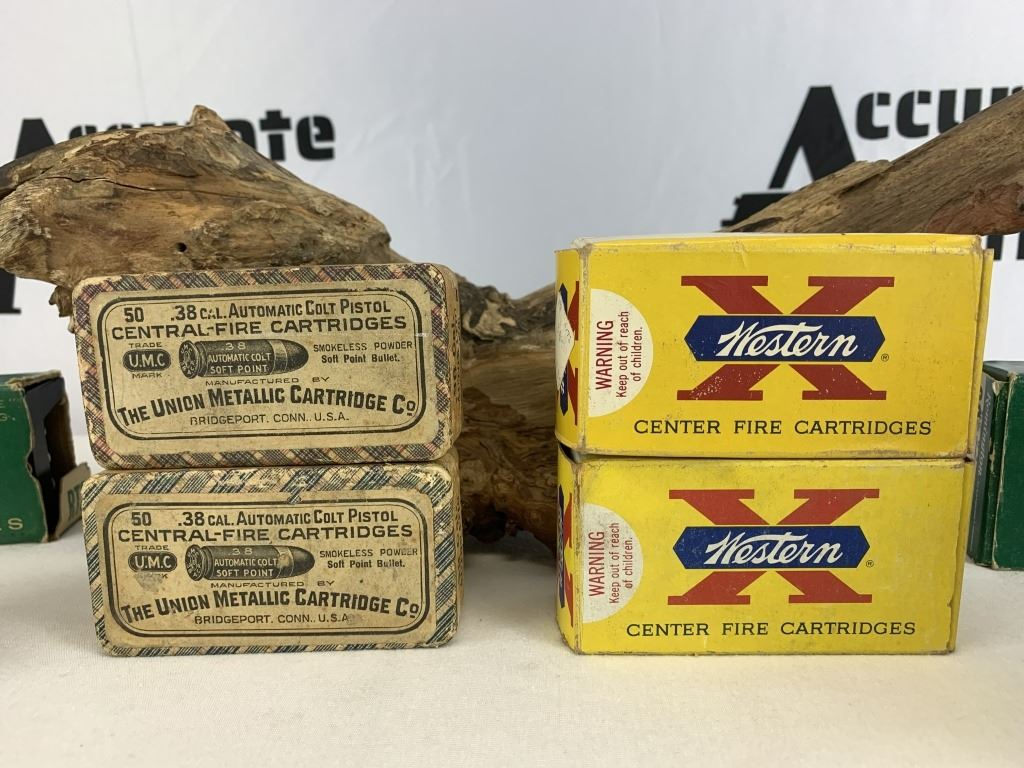 Accurate
Accu
50 .38 CAL. AUTOMATIC COLT PISTOL
CENTRAL-FIRE CARTRIDGES
TRADE
U.M.C
MARK
.38
AUTOMATIC COLT
SOFT POINT
SMOKELESS POWDER
Soft Point Bullet.
MANUFACTURED BY
THE UNION METALLIC CARTRIDGE CO
BRIDGEPORT, CONN., U.S.A.
50 .38 CAL. AUTOMATIC COLT PISTOL
CENTRAL-FIRE CARTRIDGES
TRADE
U.M.C.
MARK
.38
AUTOMATIC COLT
SOFT POINT
SMOKELESS POWDER
Soft Point Bullet.
MANUFACTURED BY
THE UNION METALLIC CARTRIDGE CO
BRIDGEPORT, CONN., U.S.A.
WARNING
Keep out of reach
of children.
X
Western ®
CENTER FIRE CARTRIDGES
WARNING
Keep out of reach
of children.
X
Western ®
CENTER FIRE CARTRIDGES